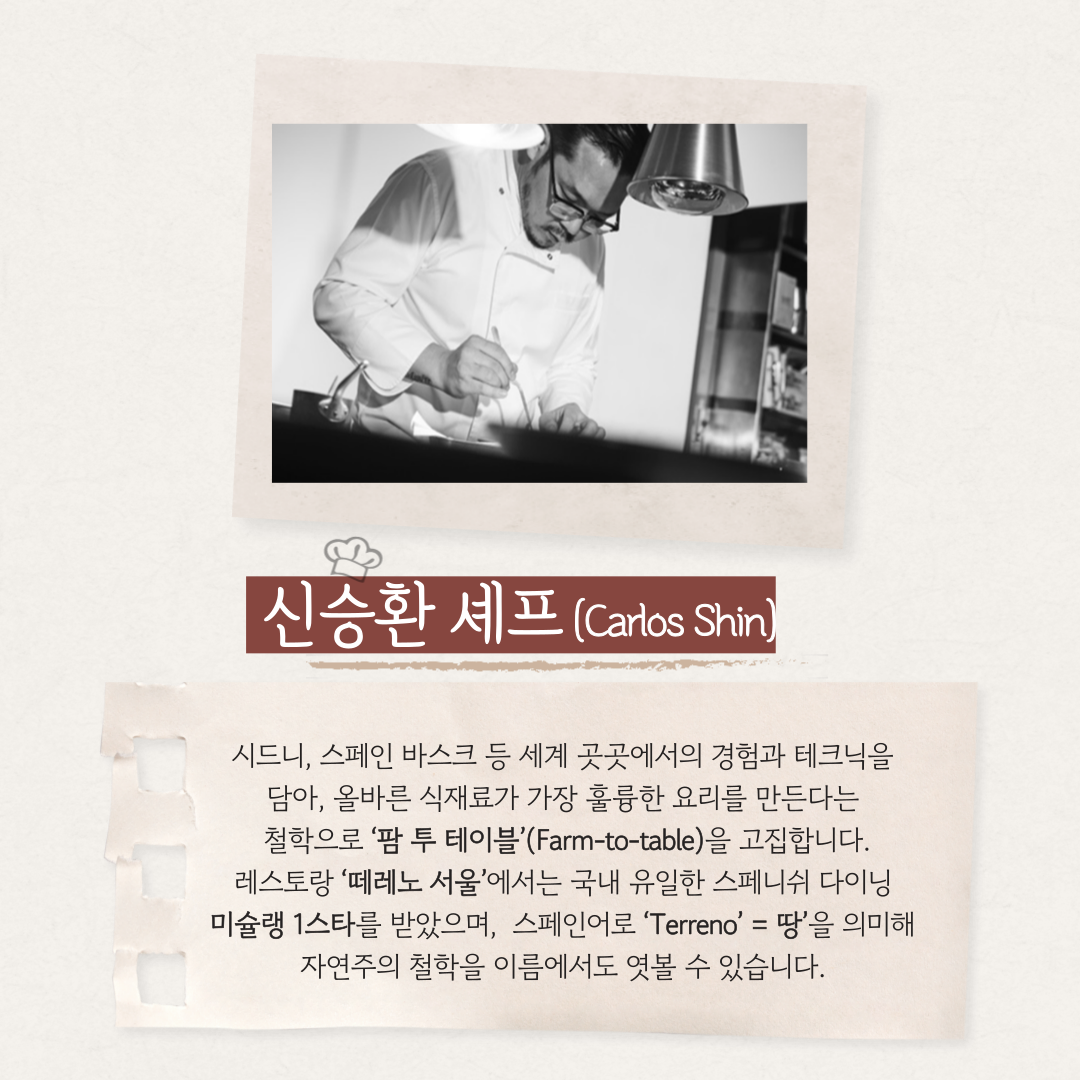 신승환 셰프 (Carlos Shin)
시드니, 스페인 바스크 등 세계 곳곳에서의 경험과 테크닉을
담아, 올바른 식재료가 가장 훌륭한 요리를 만든다는
철학으로 ‘팜 투 테이블’(Farm-to-table)을 고집합니다.
레스토랑 ‘떼레노 서울’에서는 국내 유일한 스페니쉬 다이닝
미슐랭 1스타를 받았으며, 스페인어로 ‘Terreno’ = 땅’을 의미해
자연주의 철학을 이름에서도 엿볼 수 있습니다.